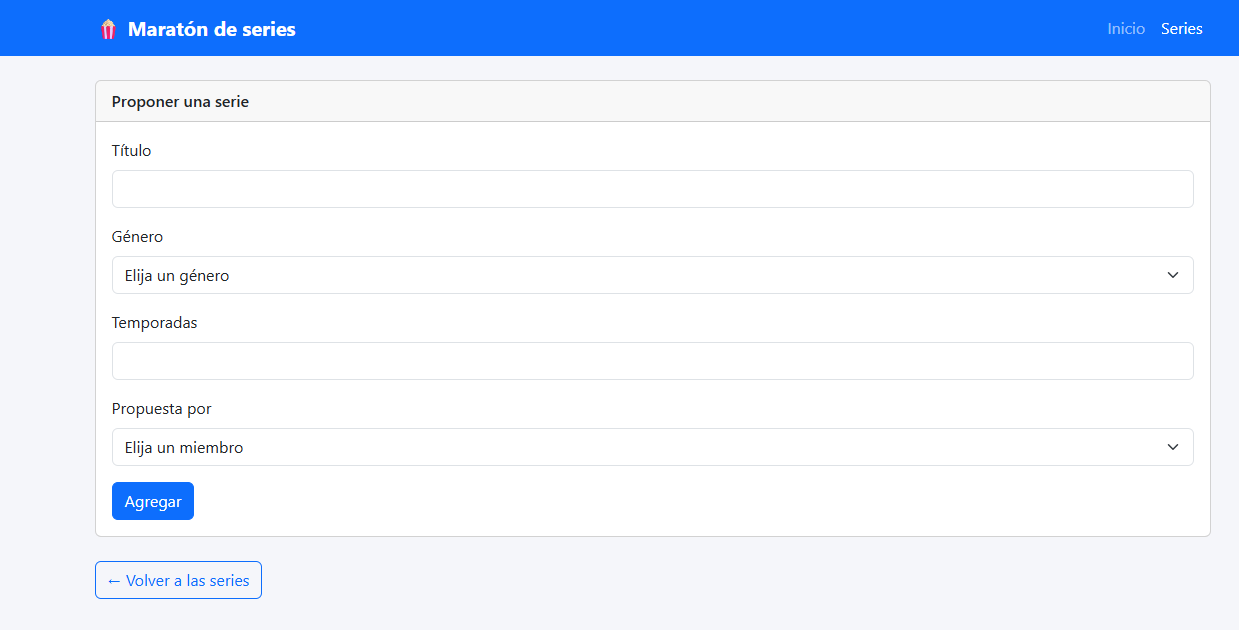 Maratón de series
Inicio Series
Proponer una serie
Título
Género
Elija un género
Temporadas
Propuesta por
Elija un miembro
Agregar
← Volver a las series